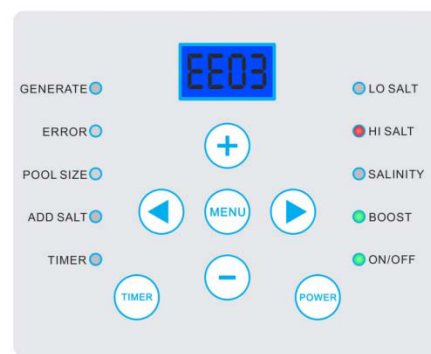 EE03
GENERATE
LO SALT
ERROR
HI SALT
+
POOL SIZE
SALINITY
MENU
ADD SALT
BOOST
TIMER
ON/OFF
−
TIMER
POWER